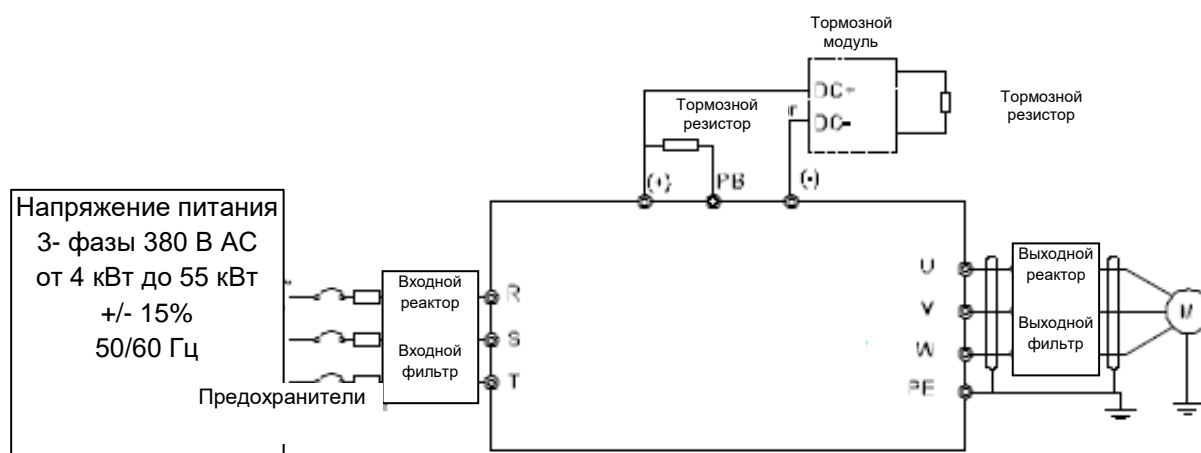 Тормозной
модуль
DC+
DC-
Тормозной
резистор
Тормозной
резистор
(+)
PB
(-)
Напряжение питания
3- фазы 380 В AC
от 4 кВт до 55 кВт
+/- 15%
50/60 Гц
Предохранители
Входной
реактор
Входной
фильтр
R
S
T
U
V
W
PE
Выходной
реактор
Выходной
фильтр
M